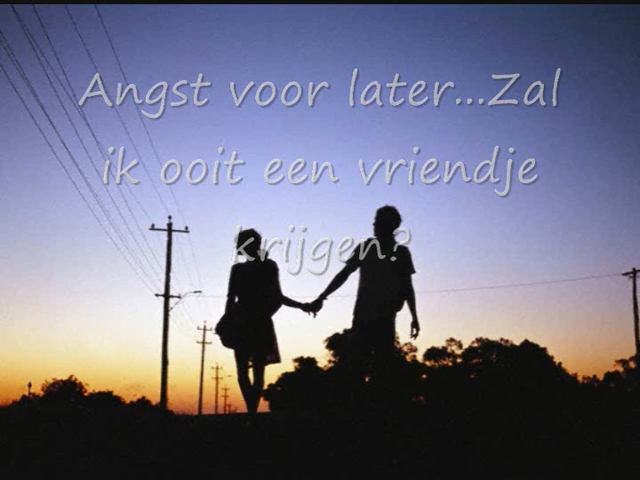 Angst voor later...Zal
ik ooit een vriendje
krijgen?